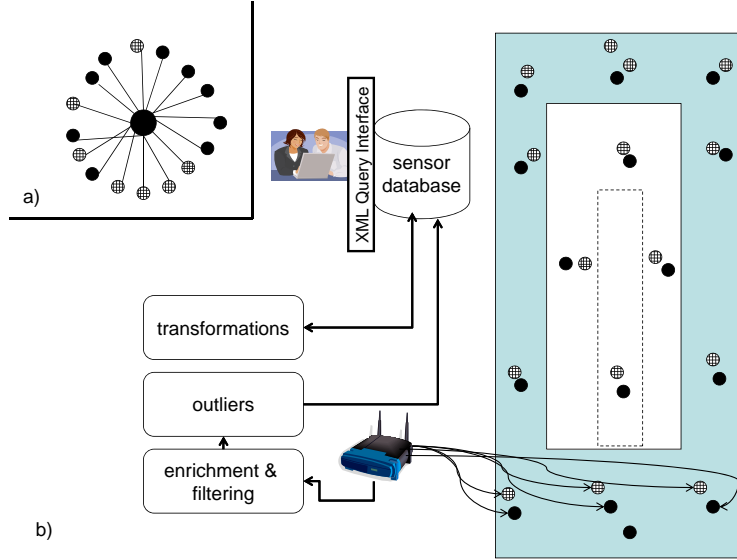 a)
XML Query Interface
sensor
database
transformations
outliers
enrichment &
filtering
b)